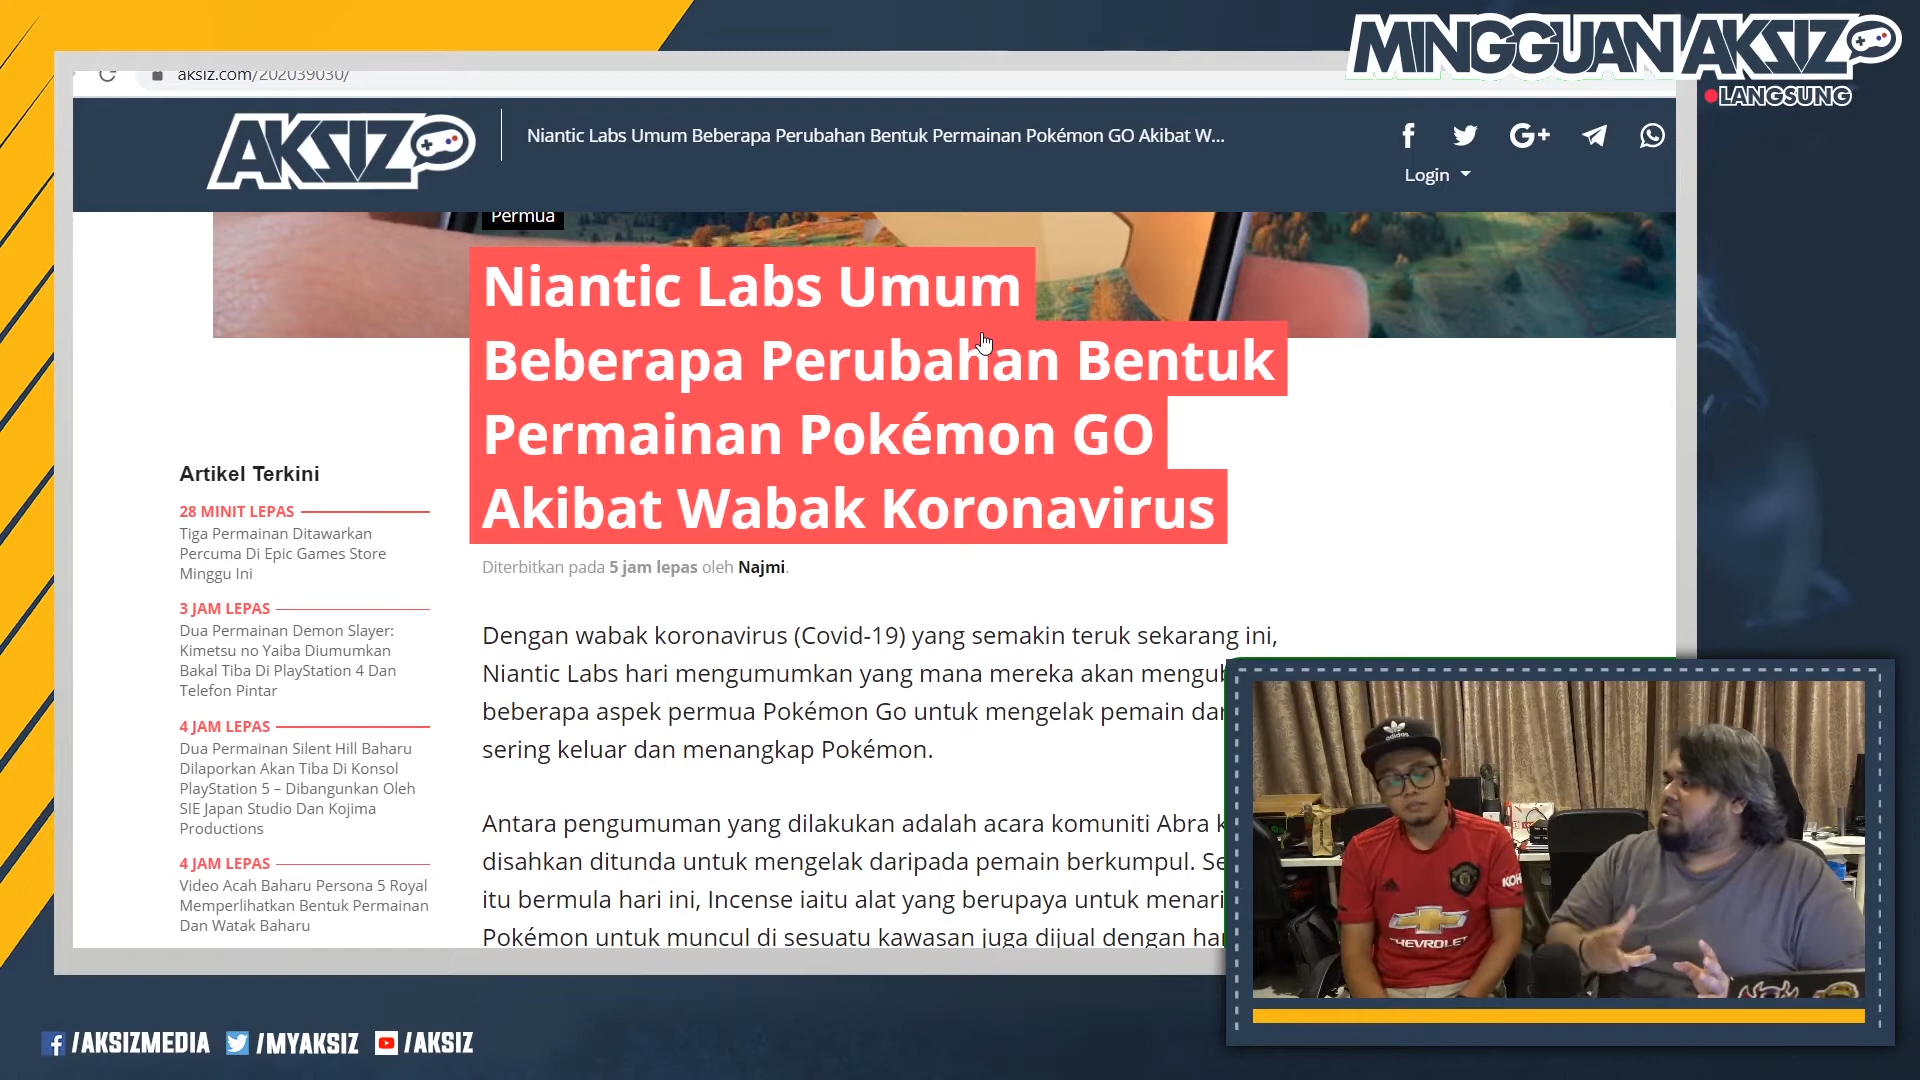 MINGGUAN AKSIZ
LANGSUNG
aksiz.com/202039030/
AKSIZ
Niantic Labs Umum Beberapa Perubahan Bentuk Permainan Pokémon GO Akibat W...
G+
Login
Permua
Niantic Labs Umum
Beberapa Perubahan Bentuk
Permainan Pokémon GO
Akibat Wabak Koronavirus
Diterbitkan pada 5 jam lepas oleh Najmi.
Artikel Terkini
28 MINIT LEPAS
Tiga Permainan Ditawarkan
Percuma Di Epic Games Store
Minggu Ini
3 JAM LEPAS
Dua Permainan Demon Slayer:
Kimetsu no Yaiba Diumumkan
Bakal Tiba Di PlayStation 4 Dan
Telefon Pintar
4 JAM LEPAS
Dua Permainan Silent Hill Baharu
Dilaporkan Akan Tiba Di Konsol
PlayStation 5 – Dibangunkan Oleh
SIE Japan Studio Dan Kojima
Productions
4 JAM LEPAS
Video Acah Baharu Persona 5 Royal
Memperlihatkan Bentuk Permainan
Dan Watak Baharu
Dengan wabak koronavirus (Covid-19) yang semakin teruk sekarang ini,
Niantic Labs hari mengumumkan yang mana mereka akan mengub
beberapa aspek permua Pokémon Go untuk mengelak pemain dar
sering keluar dan menangkap Pokémon.
Antara pengumuman yang dilakukan adalah acara komuniti Abra k
disahkan ditunda untuk mengelak daripada pemain berkumpul. Se
itu bermula hari ini, Incense iaitu alat yang berupaya untuk menari
Pokémon untuk muncul di sesuatu kawasan juga dijual dengan har
adidas
KOH
CHEVROLET
/AKSIZMEDIA
/MYAKSIZ
/AKSIZ